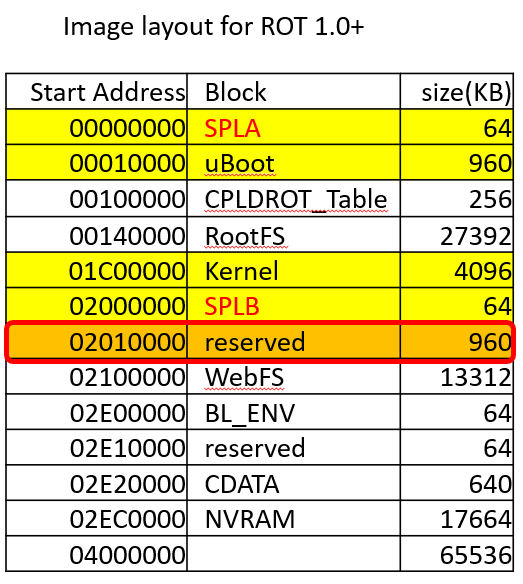 Image layout for ROT 1.0+
Start Address Block size(KB)
00000000 SPLA 64
00010000 uBoot 960
00100000 CPLDROT_Table 256
00140000 RootFS 27392
01C00000 Kernel 4096
02000000 SPLB 64
02010000 reserved 960
02100000 WebFS 13312
02E00000 BL_ENV 64
02E10000 reserved 64
02E20000 CDATA 640
02EC0000 NVRAM 17664
04000000 65536